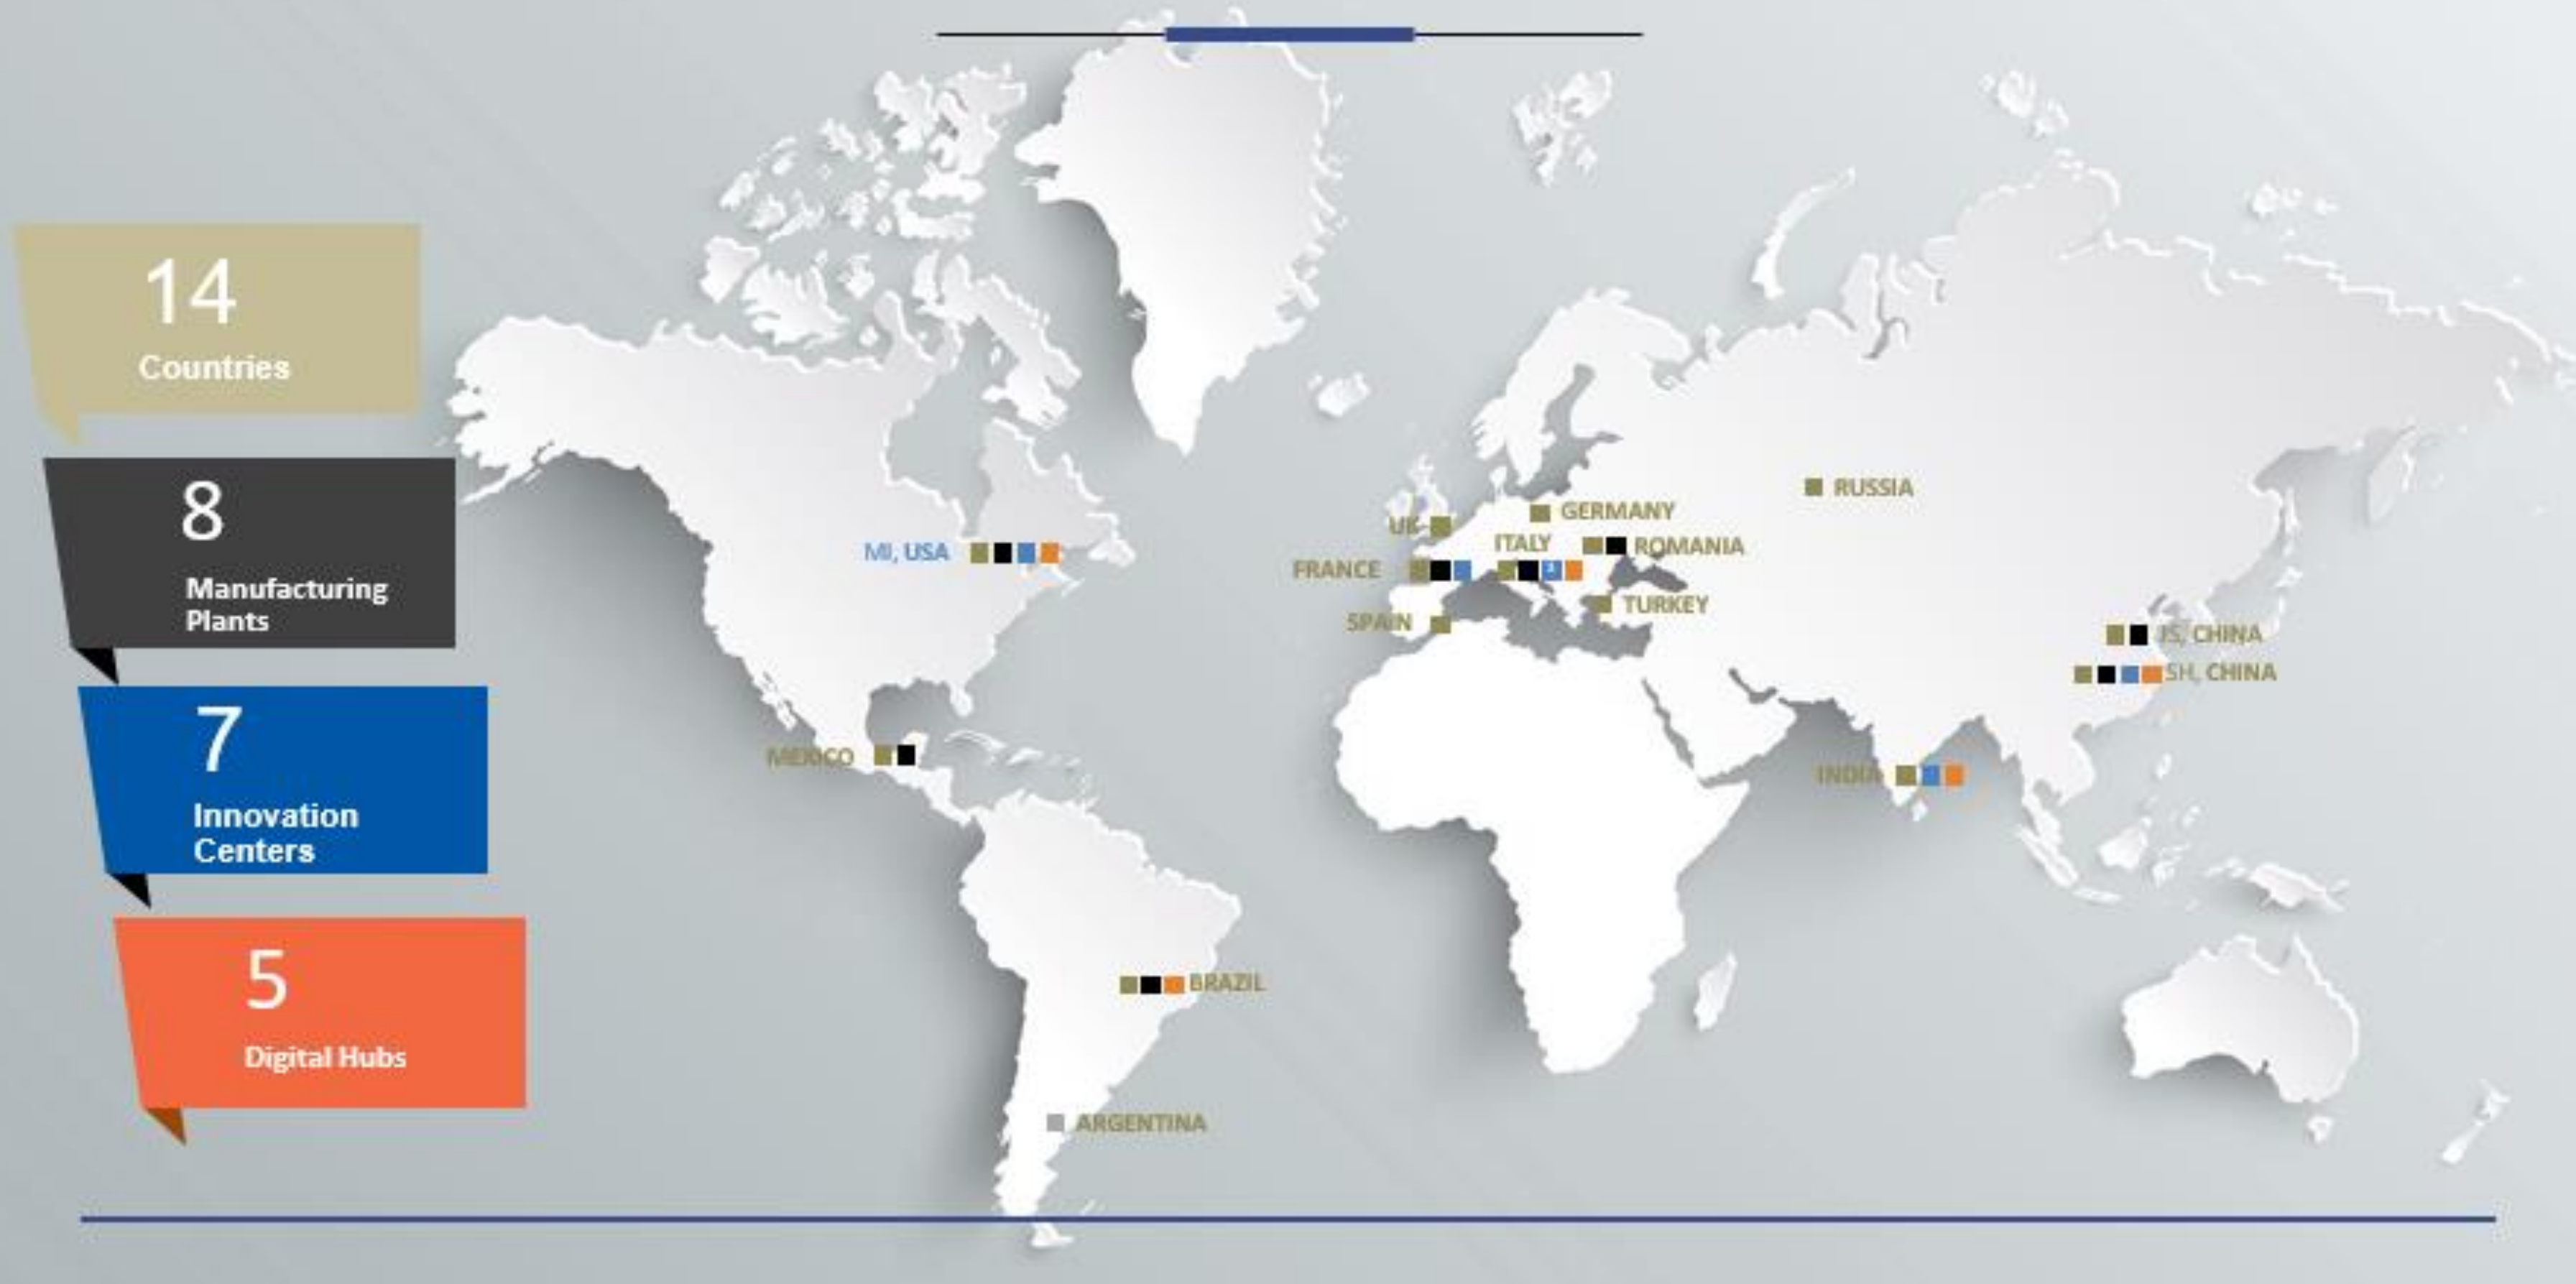 14
Countries
8
Manufacturing
Plants
7
Innovation
Centers
5
Digital Hubs
RUSSIA
GERMANY
UK
ITALY
ROMANIA
MI, USA
FRANCE
3
TURKEY
SPAIN
JS, CHINA
SH, CHINA
MEXICO
INDIA
BRAZIL
ARGENTINA